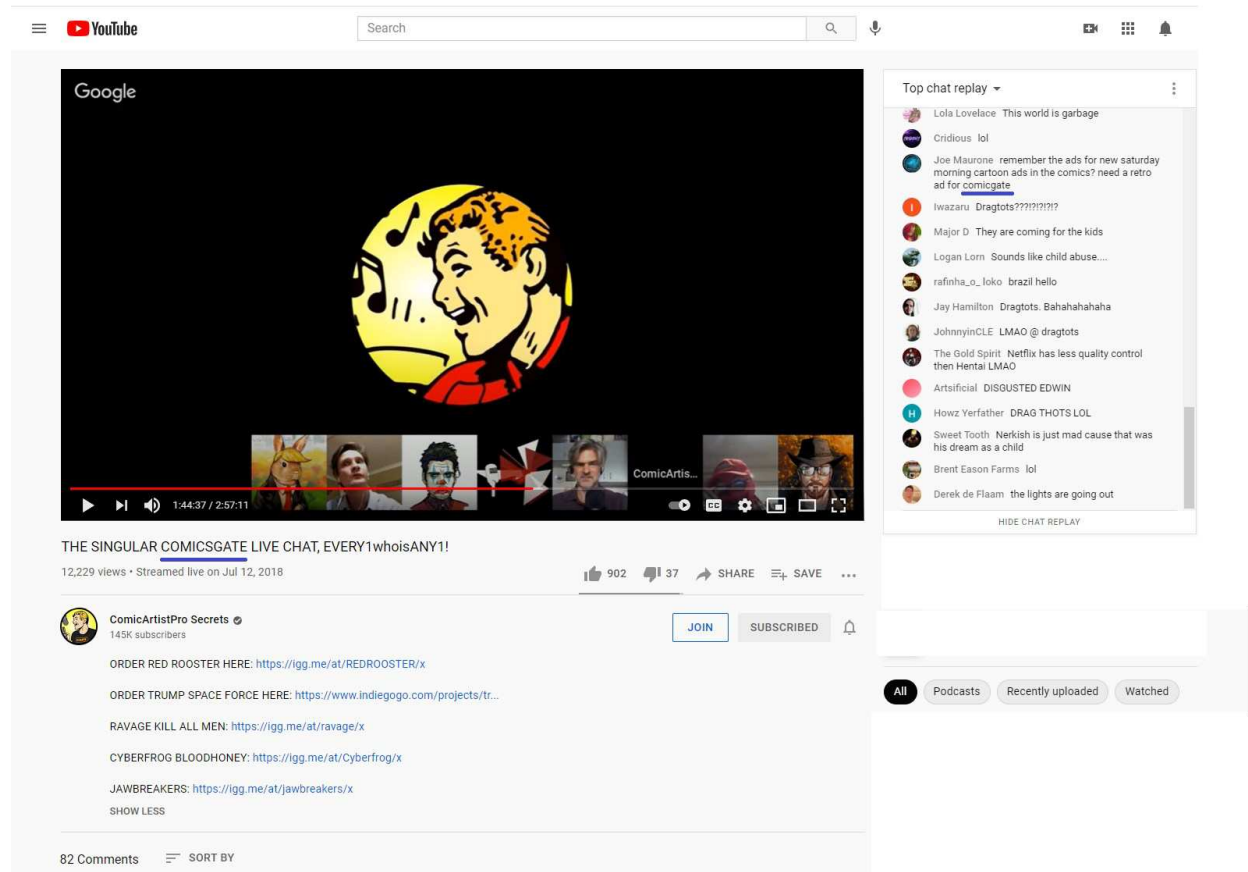 YouTube
Search
Google
ComicArtis...
1:44:37 / 2:57:11
CC
THE SINGULAR COMICSGATE LIVE CHAT, EVERY1whoisANY1!
12,229 views • Streamed live on Jul 12, 2018
902
37
SHARE
SAVE
ComicArtistPro Secrets
145K subscribers
JOIN
SUBSCRIBED
ORDER RED ROOSTER HERE: https://igg.me/at/REDROOSTER/x
ORDER TRUMP SPACE FORCE HERE: https://www.indiegogo.com/projects/tr...
RAVAGE KILL ALL MEN: https://igg.me/at/ravage/x
CYBERFROG BLOODHONEY: https://igg.me/at/Cyberfrog/x
JAWBREAKERS: https://igg.me/at/jawbreakers/x
SHOW LESS
82 Comments
SORT BY
Top chat replay
Lola Lovelace This world is garbage
Cridious lol
Joe Maurone remember the ads for new saturday
morning cartoon ads in the comics? need a retro
ad for comicgate
I
Iwazaru Dragtots???!?!?!?!?
Major D They are coming for the kids
Logan Lorn Sounds like child abuse....
rafinha_o_ loko brazil hello
Jay Hamilton Dragtots. Bahahahahaha
JohnnyinCLE LMAO @ dragtots
The Gold Spirit Netflix has less quality control
then Hentai LMAO
Artsificial DISGUSTED EDWIN
H
Howz Yerfather DRAG THOTS LOL
Sweet Tooth Nerkish is just mad cause that was
his dream as a child
Brent Eason Farms lol
Derek de Flaam the lights are going out
HIDE CHAT REPLAY
All
Podcasts
Recently uploaded
Watched